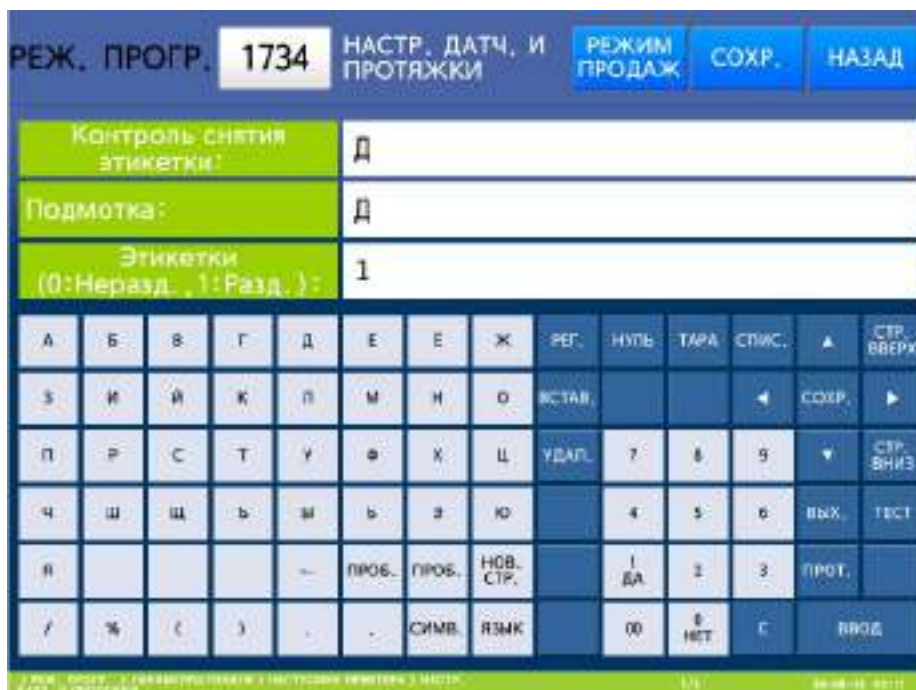 РЕЖ. ПРОГР. 1734 НАСТР. ДАТЧ. И ПРОТЯЖКИ РЕЖИМ ПРОДАЖ СОХР. НАЗАД
Контроль снятия этикетки: Д
Подмотка: Д
Этикетки (0:Неразд.,1:Разд.): 1
А Б В Г Д Е Ё Ж РЕГ. НУЛЬ ТАРА СПИС. ▲ СТР. ВВЕРХ
З И Й К Л М Н О ВСТАВ. ◄ СОХР. ►
П Р С Т У Ф Х Ц УДАЛ. 7 8 9 ▼ СТР. ВНИЗ
Ч Ш Щ Ъ Ы Ь Э Ю 4 5 6 ВЫХ. ТЕСТ
Я ← ПРОБ. ПРОБ. НОВ. СТР. 1 ДА 2 3 ПРОТ.
/ % ( ) , . СИМВ. ЯЗЫК 00 0 НЕТ C ВВОД
1/1